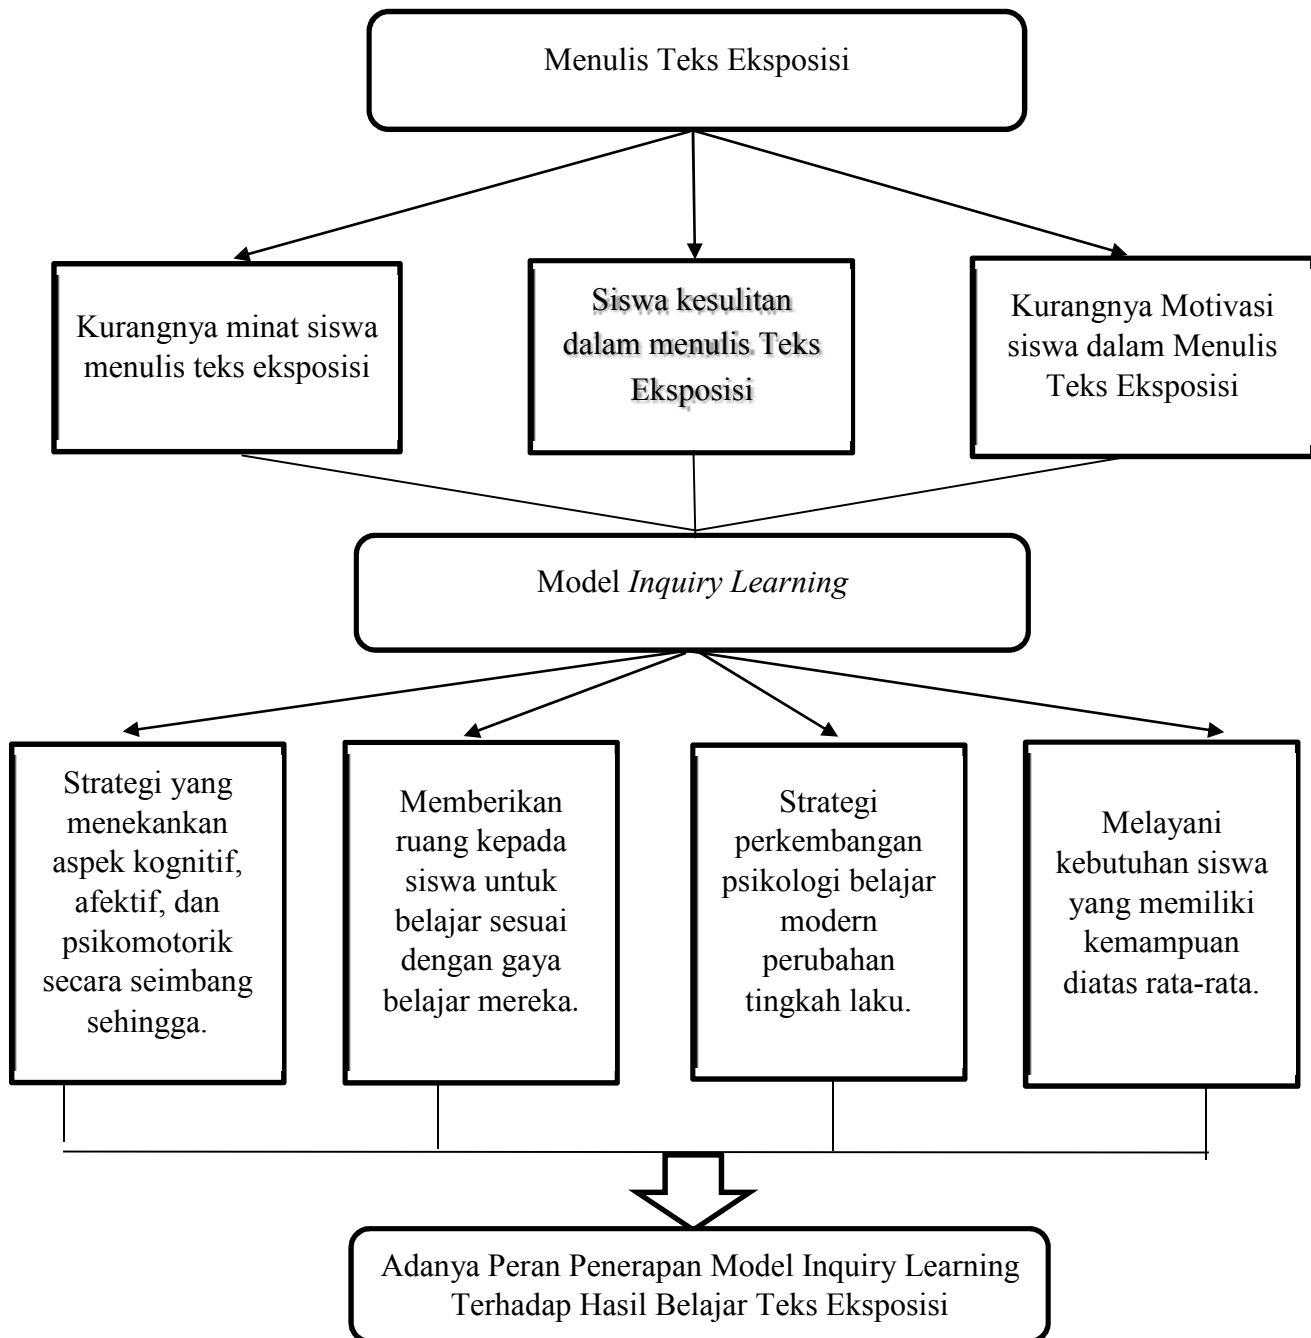 Menulis Teks Eksposisi
Kurangnya minat siswa
menulis teks eksposisi
Siswa kesulitan
dalam menulis Teks
Eksposisi
Kurangnya Motivasi
siswa dalam Menulis
Teks Eksposisi
Model Inquiry Learning
Strategi yang
menekankan
aspek kognitif,
afektif, dan
psikomotorik
secara seimbang
sehingga.
Memberikan
ruang kepada
siswa untuk
belajar sesuai
dengan gaya
belajar mereka.
Strategi
perkembangan
psikologi belajar
modern
perubahan
tingkah laku.
Melayani
kebutuhan siswa
yang memiliki
kemampuan
diatas rata-rata.
Adanya Peran Penerapan Model Inquiry Learning
Terhadap Hasil Belajar Teks Eksposisi